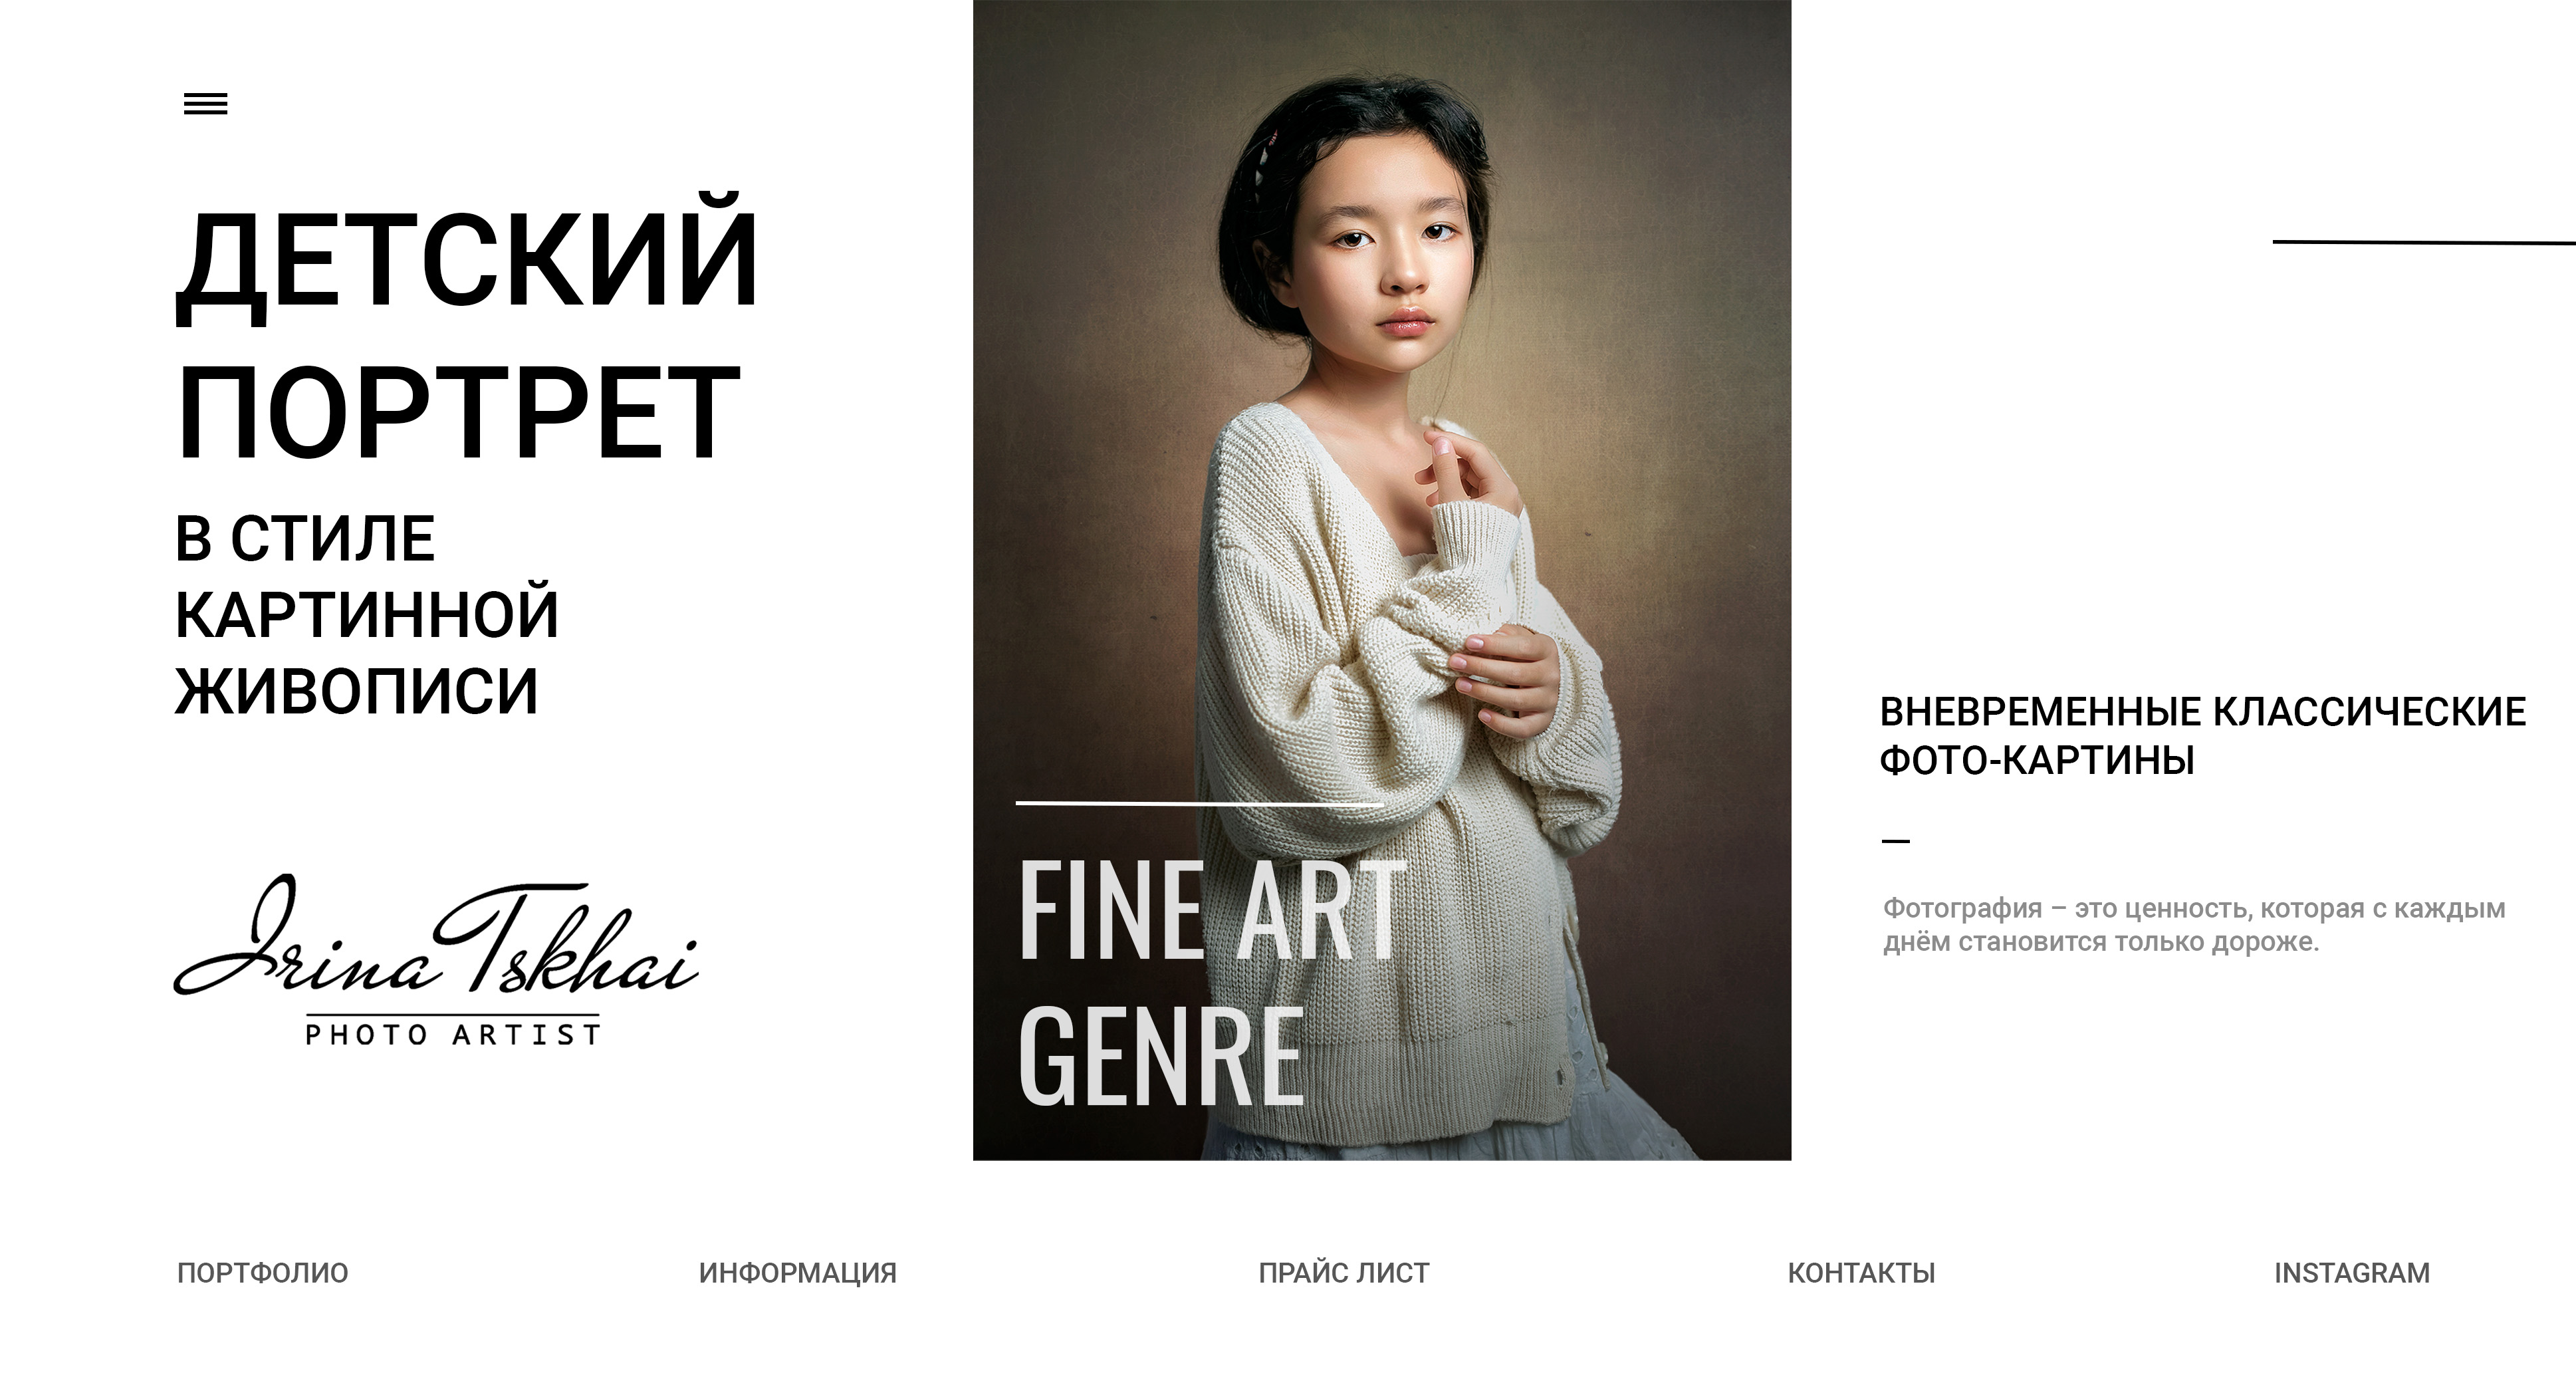 ДЕТСКИЙ
ПОРТРЕТ
В СТИЛЕ
КАРТИННОЙ
ЖИВОПИСИ
Irina Tskhai
PHOTO ARTIST
FINE ART
GENRE
ВНЕВРЕМЕННЫЕ КЛАССИЧЕСКИЕ
ФОТО-КАРТИНЫ
Фотография – это ценность, которая с каждым
днём становится только дороже.
ПОРТФОЛИО
ИНФОРМАЦИЯ
ПРАЙС ЛИСТ
КОНТАКТЫ
INSTAGRAM